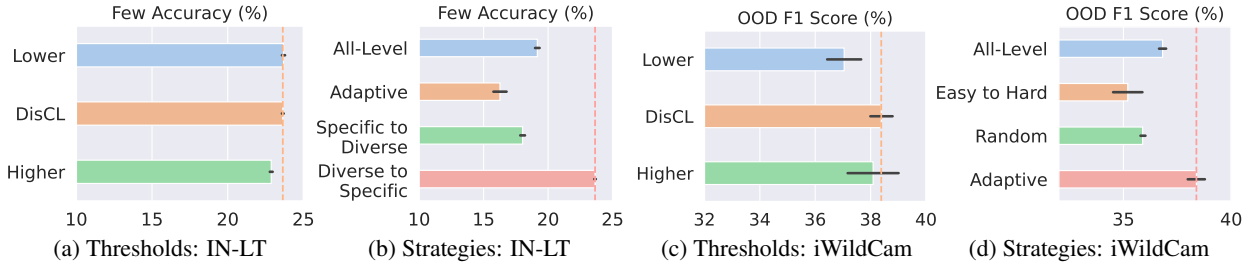 Few Accuracy (%)
Lower
DisCL
Higher
10 15 20 25
(a) Thresholds: IN-LT
Few Accuracy (%)
All-Level
Adaptive
Specific to
Diverse
Diverse to
Specific
10 15 20 25
(b) Strategies: IN-LT
OOD F1 Score (%)
Lower
DisCL
Higher
32 34 36 38 40
(c) Thresholds: iWildCam
OOD F1 Score (%)
All-Level
Easy to Hard
Random
Adaptive
35 40
(d) Strategies: iWildCam